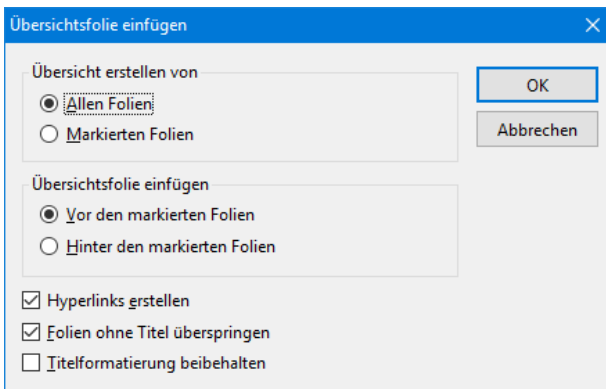 Übersichtsfolie einfügen
Übersicht erstellen von
Allen Folien
Markierten Folien
OK
Abbrechen
Übersichtsfolie einfügen
Vor den markierten Folien
Hinter den markierten Folien
Hyperlinks erstellen
Folien ohne Titel überspringen
Titelformatierung beibehalten